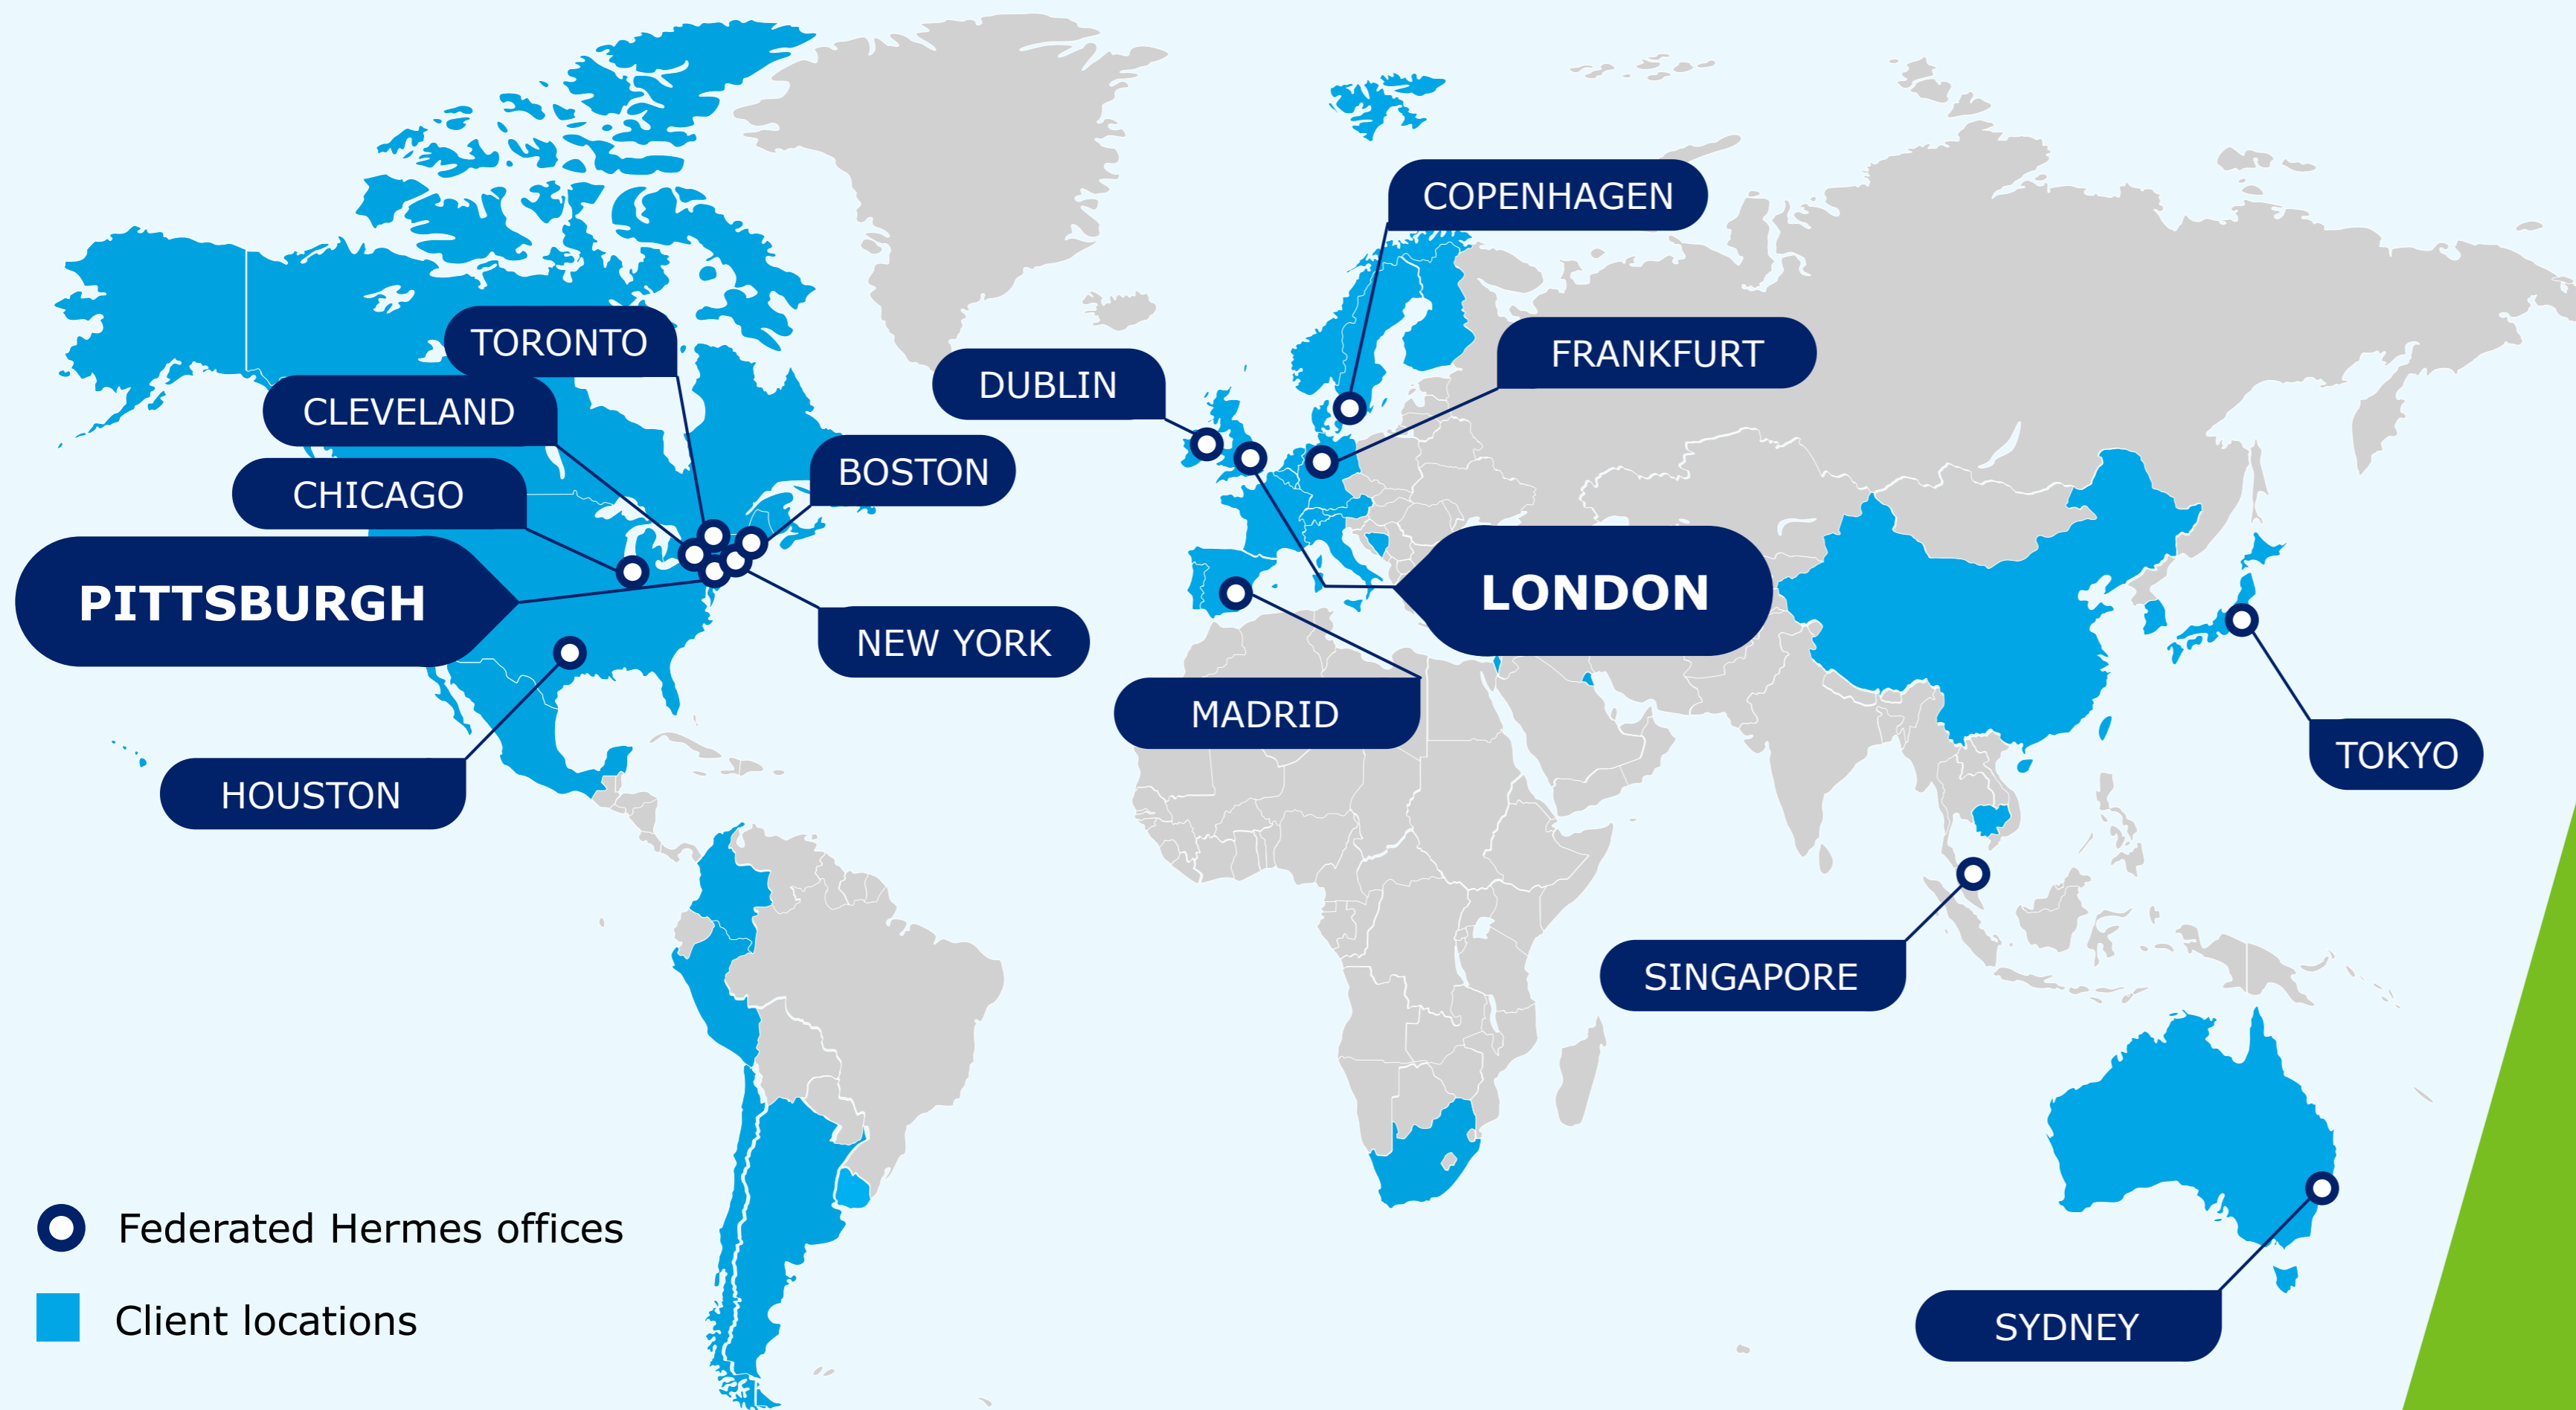 COPENHAGEN
TORONTO
FRANKFURT
DUBLIN
CLEVELAND
BOSTON
CHICAGO
PITTSBURGH
LONDON
NEW YORK
MADRID
TOKYO
HOUSTON
SINGAPORE
Federated Hermes offices
Client locations
SYDNEY